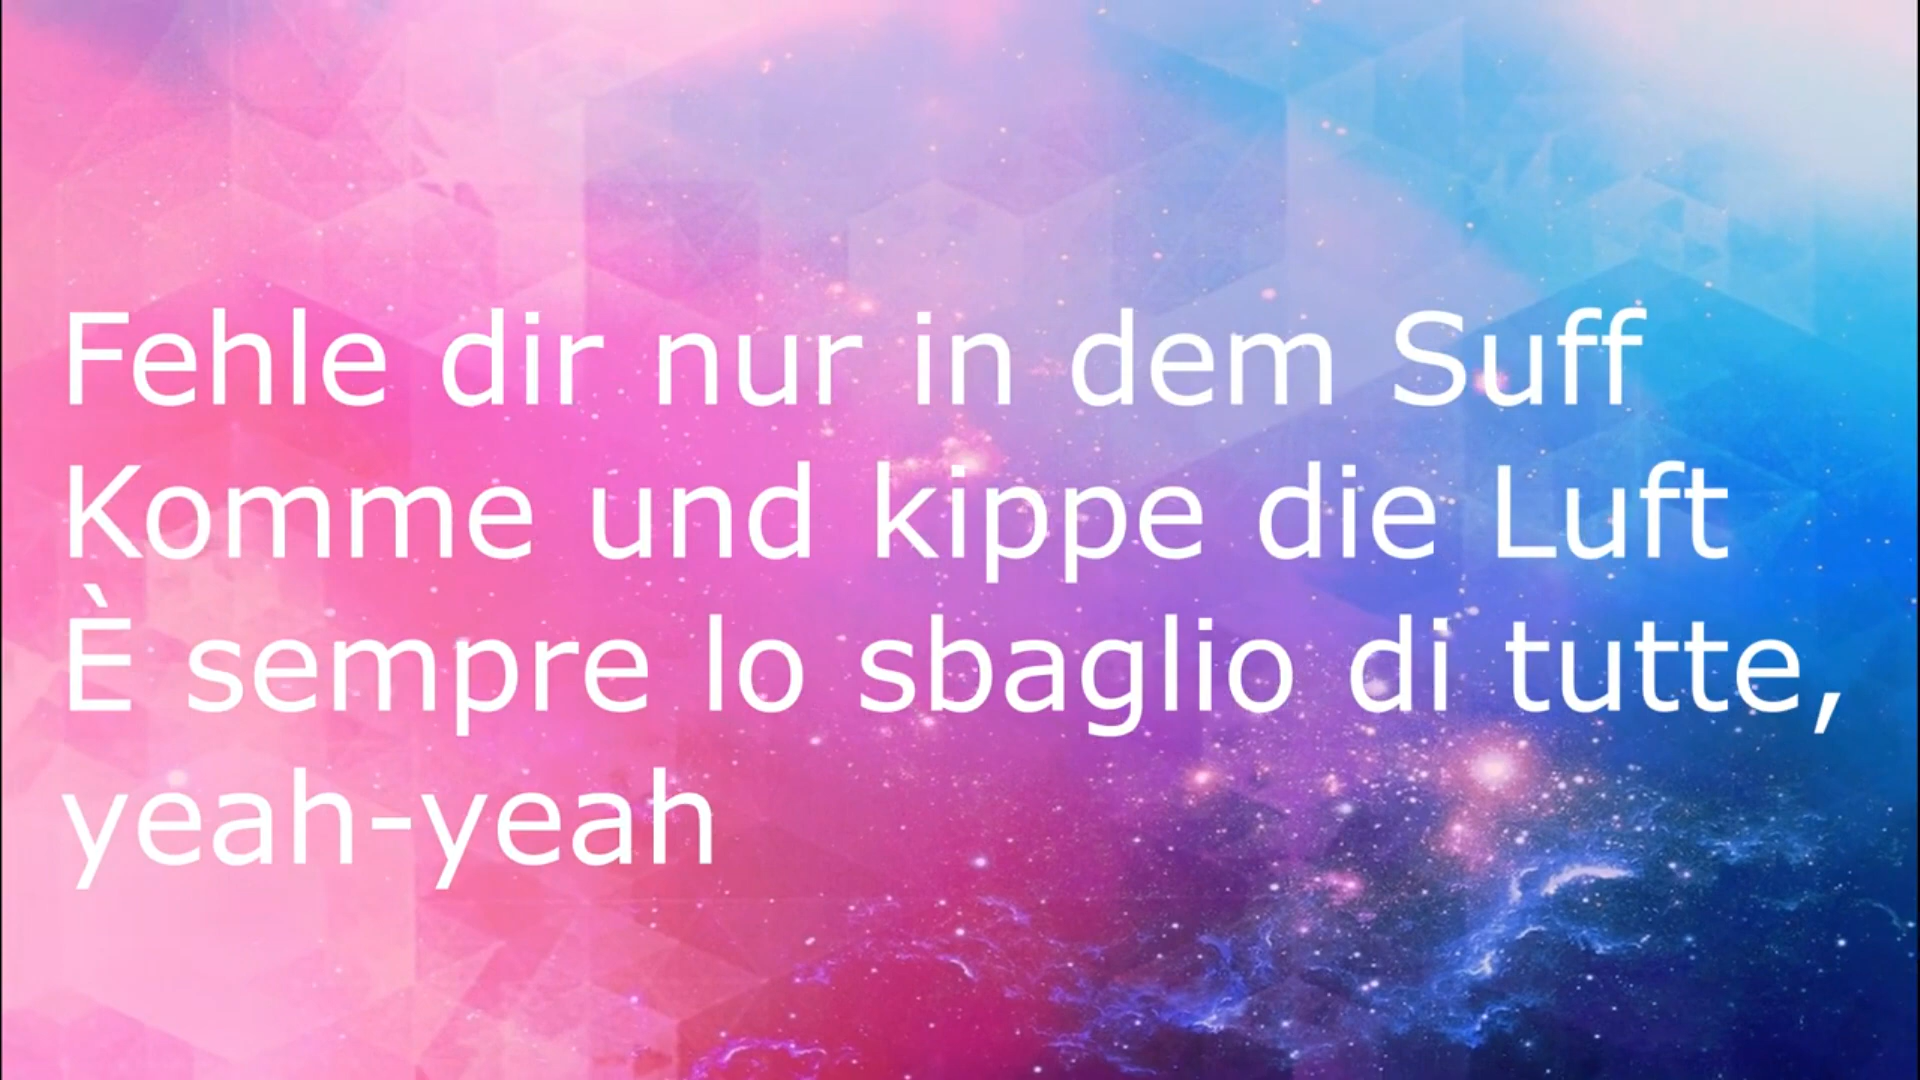 Fehle dir nur in dem Suff
Komme und kippe die Luft
È sempre lo sbaglio di tutte,
yeah-yeah